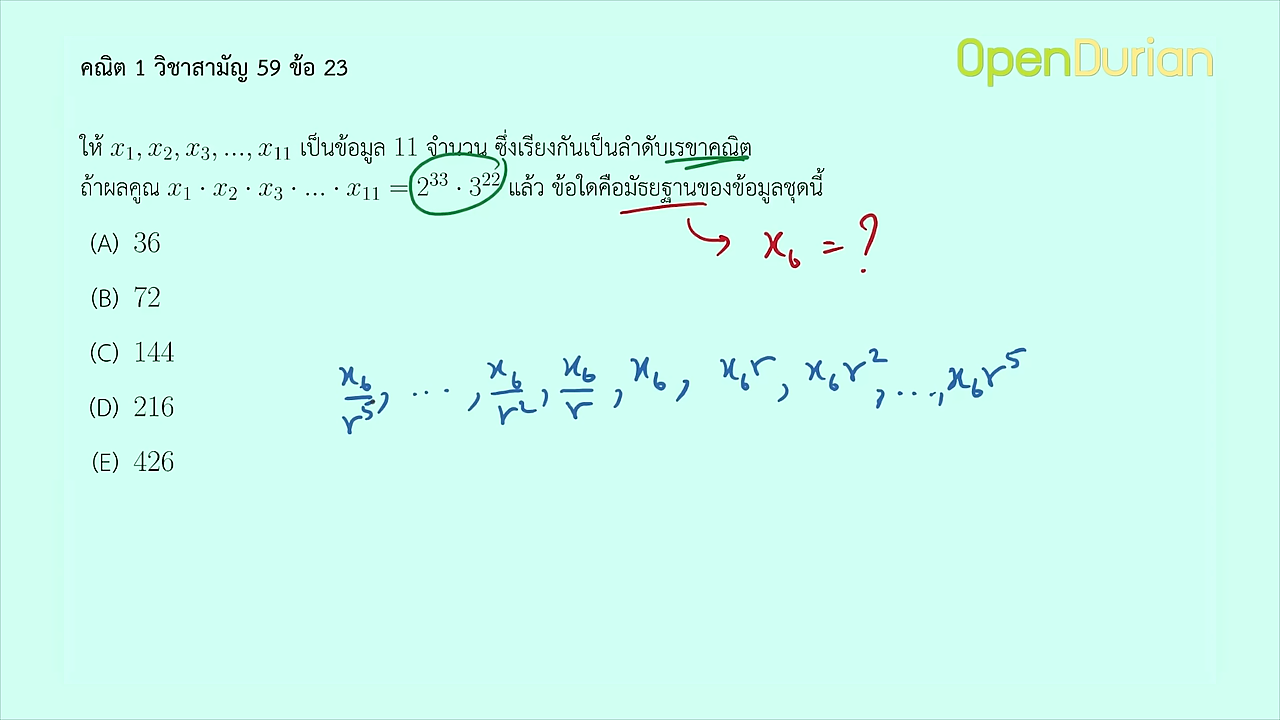 คณิต 1 วิชาสามัญ 59 ข้อ 23
OpenDurian
ให้ x₁, x₂, x₃, ..., x₁₁ เป็นข้อมูล 11 จำนวน ซึ่งเรียงกันเป็นลำดับเรขาคณิต
ถ้าผลคูณ x₁ · x₂ · x₃ · ... · x₁₁ = 2³³ · 3²² แล้ว ข้อใดคือมัธยฐานของข้อมูลชุดนี้
(A) 36
x₆ = ?
(B) 72
(C) 144
x₆/r⁵, ..., x₆/r², x₆/r, x₆, x₆r, x₆r², ..., x₆r⁵
(D) 216
(E) 426